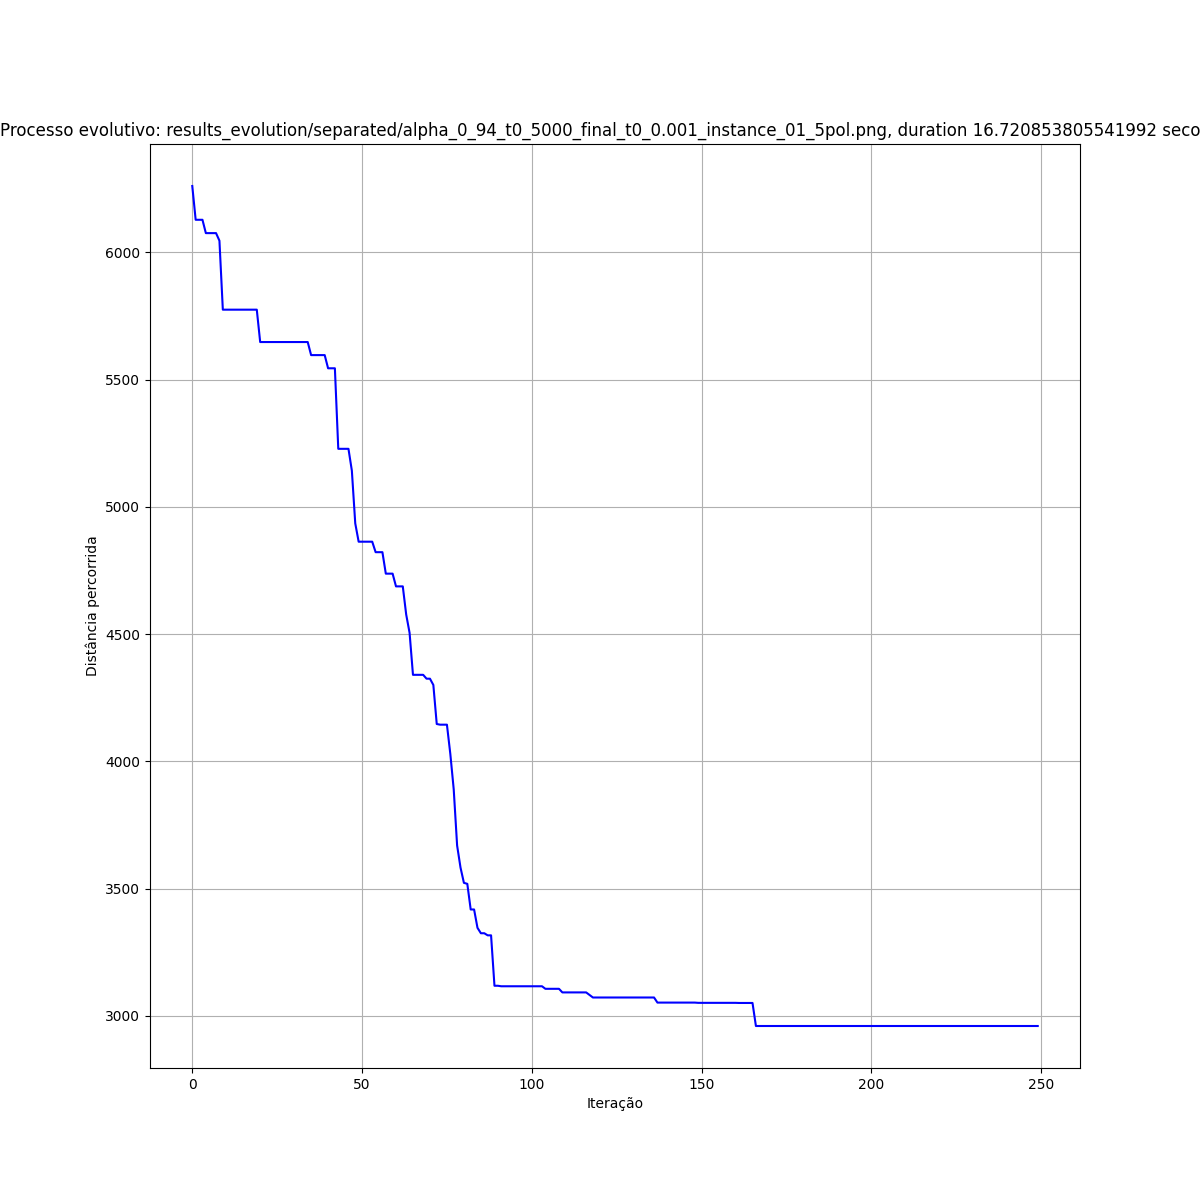 Processo evolutivo: results_evolution/separated/alpha_0_94_t0_5000_final_t0_0.001_instance_01_5pol.png, duration 16.720853805541992 seco
6000
5500
5000
4500
4000
3500
3000
Distância percorrida
0 50 100 150 200 250
Iteração